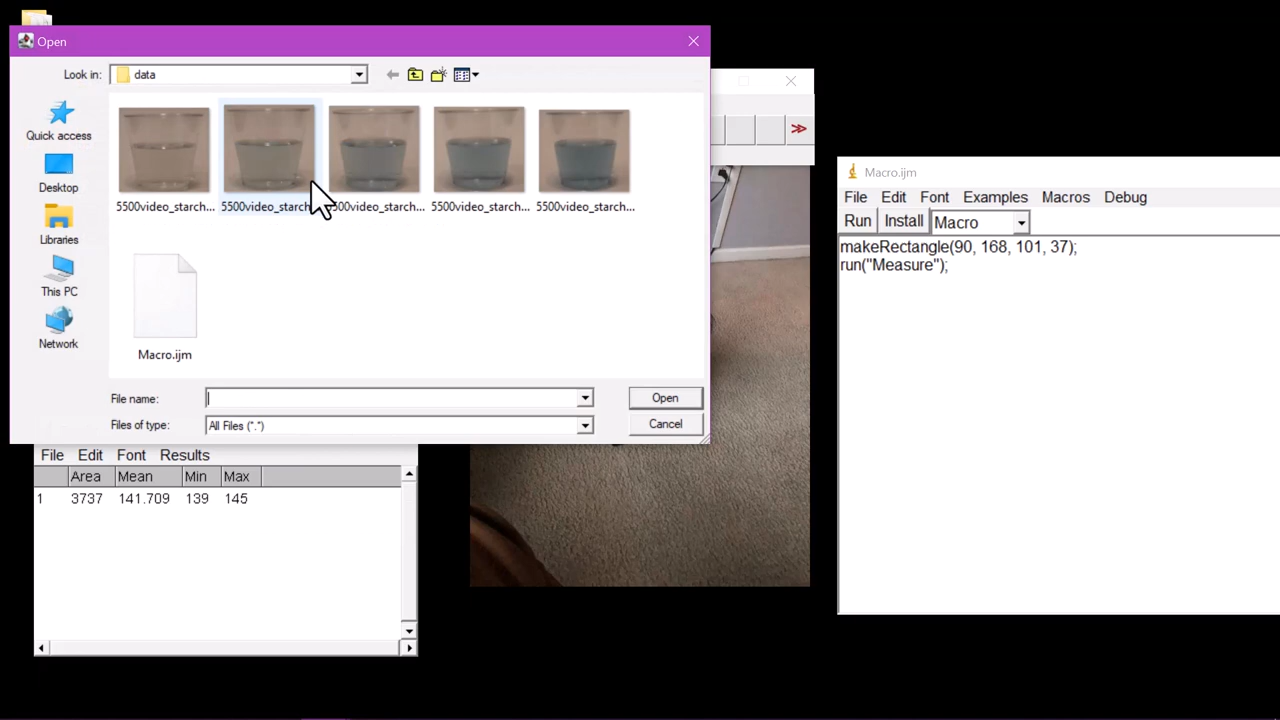 Open
Look in: data
Quick access
Desktop
Libraries
This PC
Network
5500video_starch... 5500video_starch 5500video_starch... 5500video_starch... 5500video_starch...
Macro.ijm
File name: Open
Files of type: All Files (*.*) Cancel
File Edit Font Results
Area Mean Min Max
1 3737 141.709 139 145
Macro.ijm
File Edit Font Examples Macros Debug
Run Install Macro
makeRectangle(90, 168, 101, 37);
run("Measure");